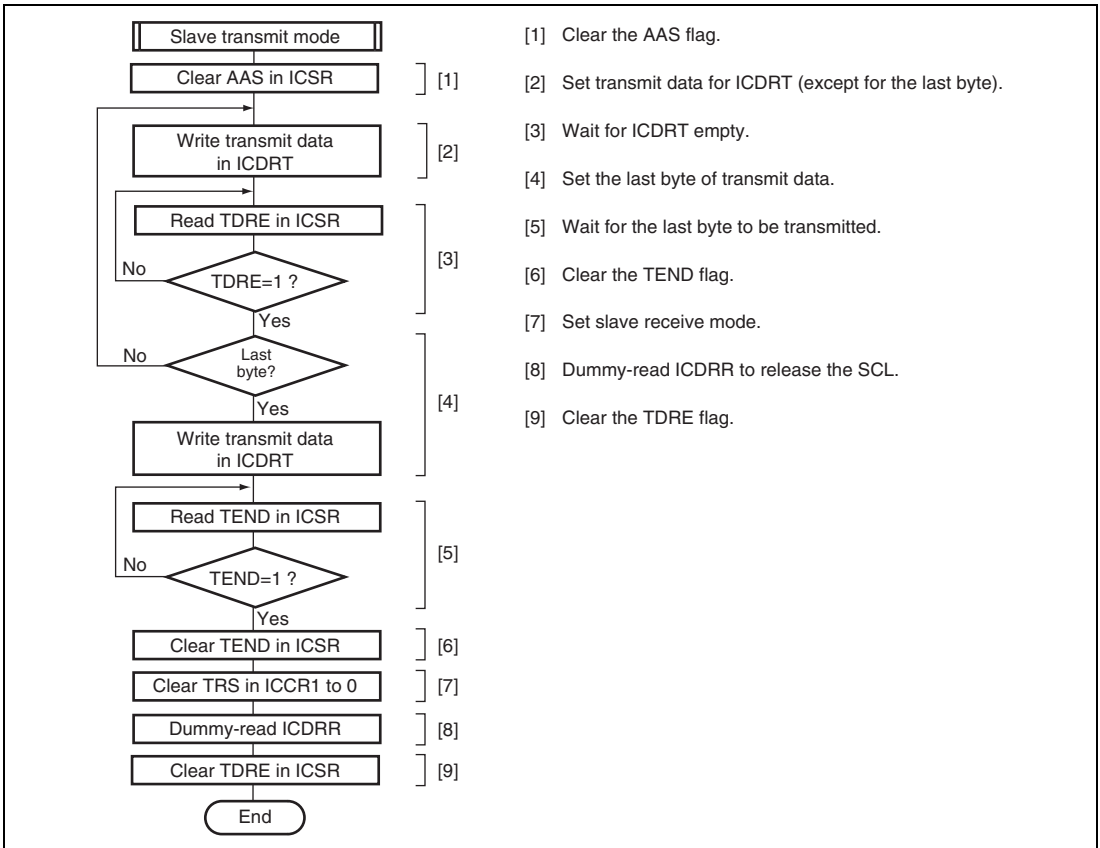 Slave transmit mode
Clear AAS in ICSR
[1]
Write transmit data
in ICDRT
[2]
Read TDRE in ICSR
No
TDRE=1 ?
[3]
Yes
No
Last
byte?
Yes
[4]
Write transmit data
in ICDRT
Read TEND in ICSR
No
TEND=1 ?
[5]
Yes
Clear TEND in ICSR
[6]
Clear TRS in ICCR1 to 0
[7]
Dummy-read ICDRR
[8]
Clear TDRE in ICSR
[9]
End
[1] Clear the AAS flag.
[2] Set transmit data for ICDRT (except for the last byte).
[3] Wait for ICDRT empty.
[4] Set the last byte of transmit data.
[5] Wait for the last byte to be transmitted.
[6] Clear the TEND flag.
[7] Set slave receive mode.
[8] Dummy-read ICDRR to release the SCL.
[9] Clear the TDRE flag.